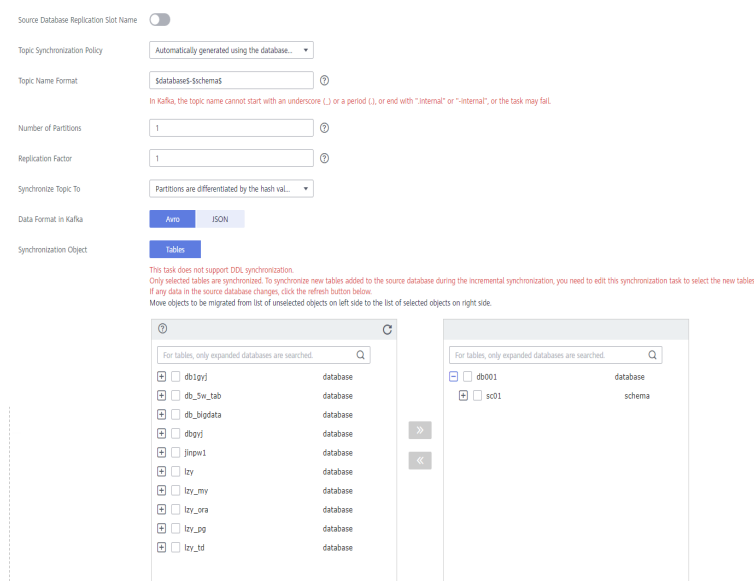 Source Database Replication Slot Name
Topic Synchronization Policy Automatically generated using the database...
Topic Name Format $database$-$schema$
In Kafka, the topic name cannot start with an underscore (_) or a period (.), or end with ".internal" or "-internal", or the task may fail.
Number of Partitions 1
Replication Factor 1
Synchronize Topic To Partitions are differentiated by the hash val...
Data Format in Kafka Avro JSON
Synchronization Object Tables
This task does not support DDL synchronization.
Only selected tables are synchronized. To synchronize new tables added to the source database during the incremental synchronization, you need to edit this synchronization task to select the new tables
If any data in the source database changes, click the refresh button below.
Move objects to be migrated from list of unselected objects on left side to the list of selected objects on right side.
For tables, only expanded databases are searched.
db1gyj database
db_5w_tab database
db_bigdata database
dbgyj database
jinpw1 database
lzy database
lzy_my database
lzy_ora database
lzy_pg database
lzy_td database
For tables, only expanded databases are searched.
db001 database
sc01 schema